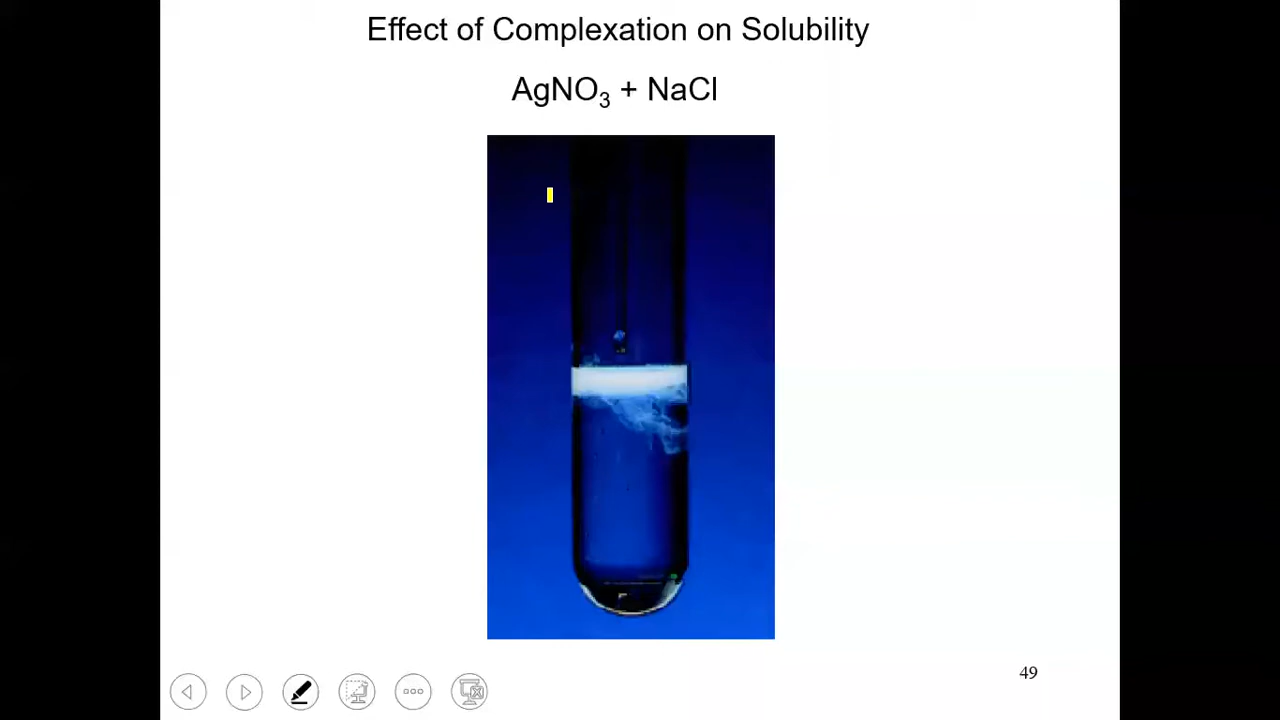 Effect of Complexation on Solubility
AgNO₃ + NaCl
49